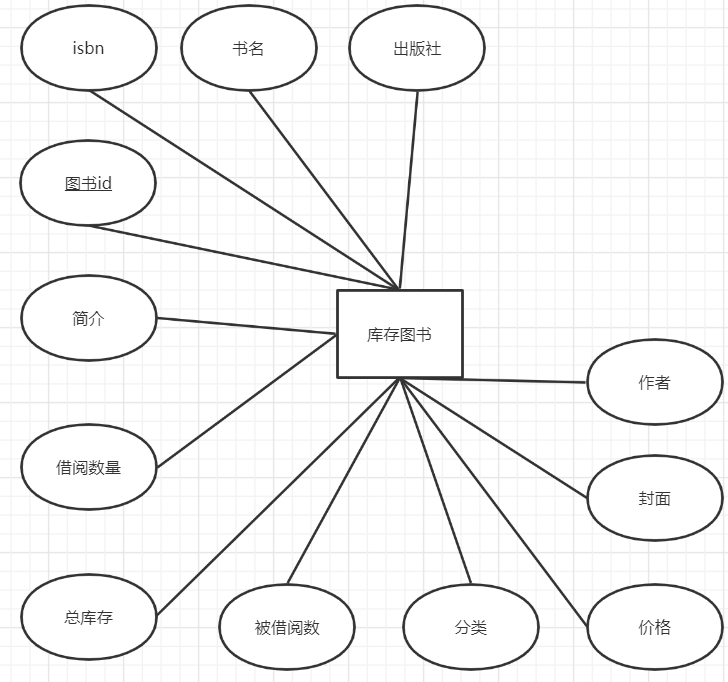 isbn
书名
出版社
图书id
简介
库存图书
作者
借阅数量
封面
总库存
被借阅数
分类
价格